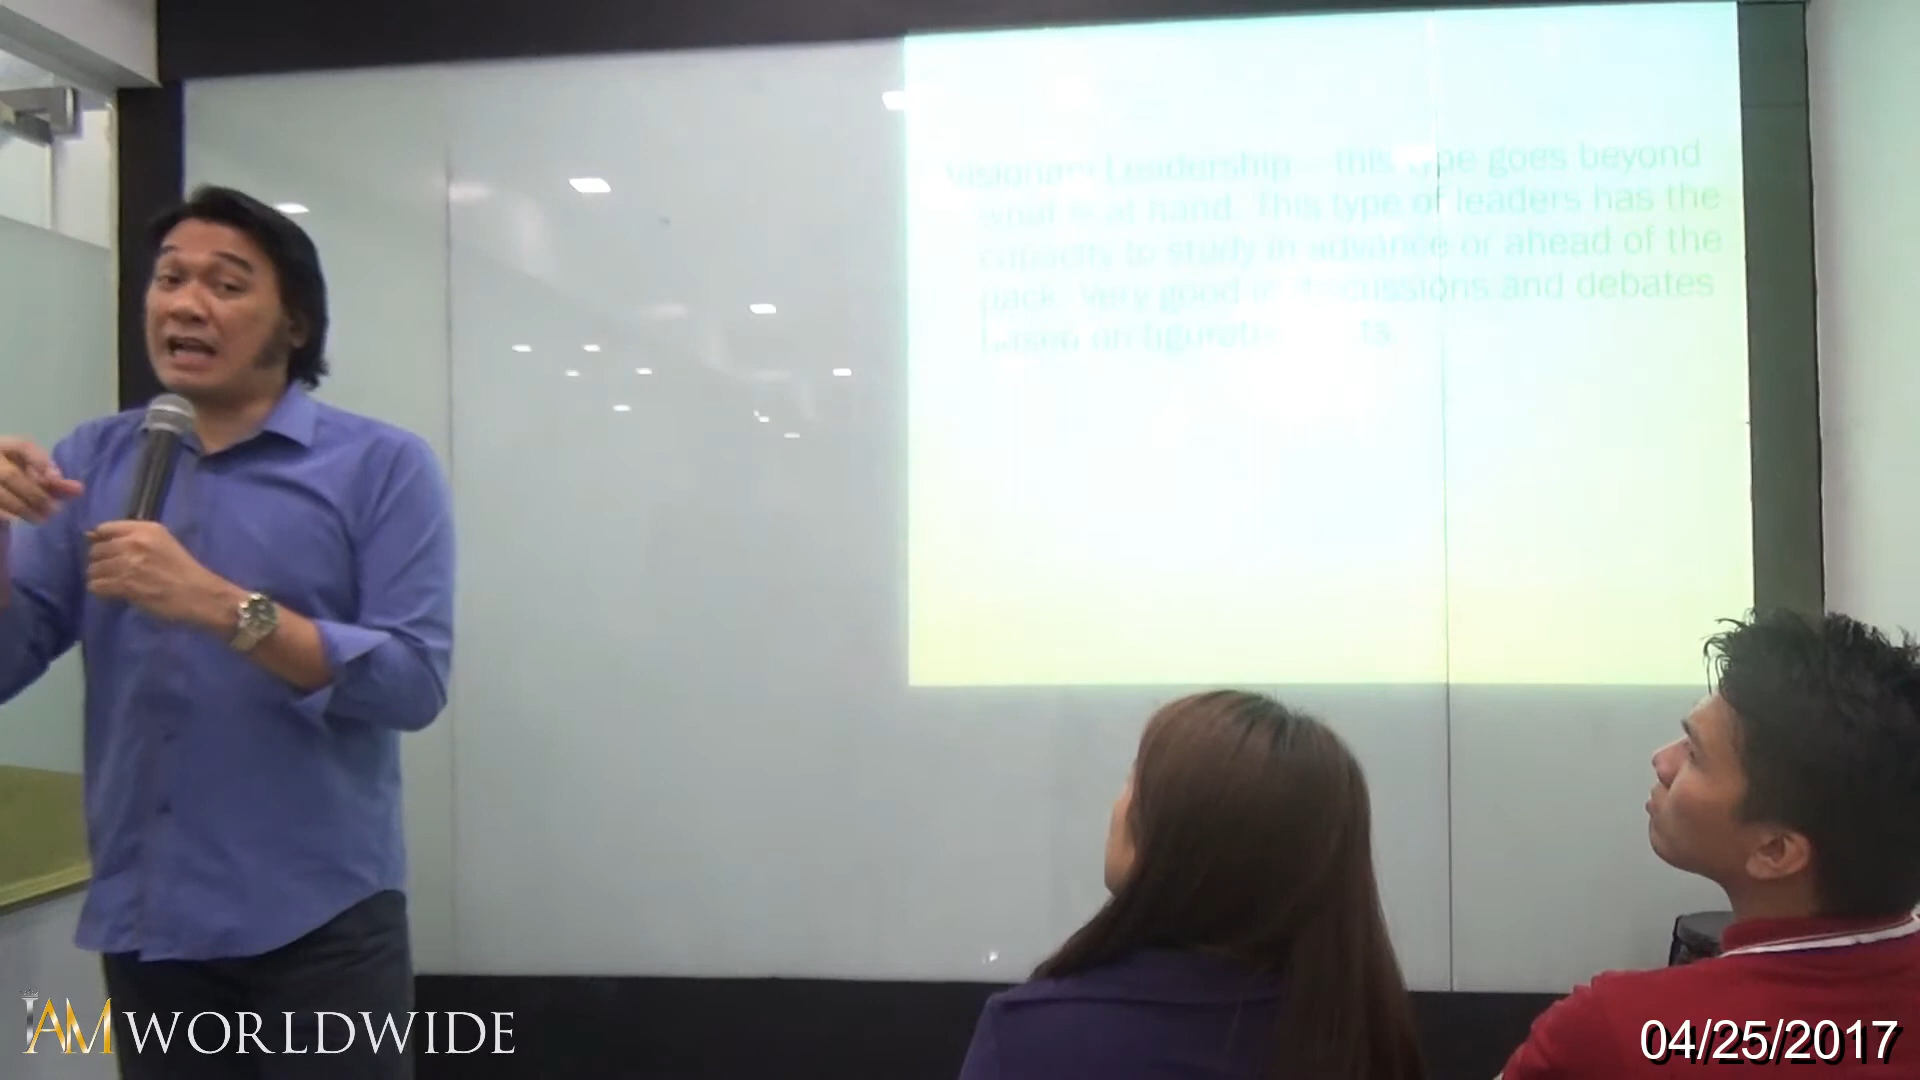 Visionary Leadership – this type goes beyond
what is at hand. This type of leaders has the
capacity to study in advance or ahead of the
pack. Very good in discussions and debates
based on
IAM WORLDWIDE
04/25/2017